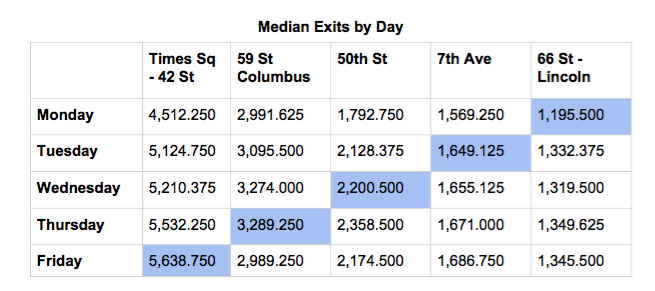 Median Exits by Day
Times Sq - 42 St 59 St Columbus 50th St 7th Ave 66 St - Lincoln
Monday 4,512.250 2,991.625 1,792.750 1,569.250 1,195.500
Tuesday 5,124.750 3,095.500 2,128.375 1,649.125 1,332.375
Wednesday 5,210.375 3,274.000 2,200.500 1,655.125 1,319.500
Thursday 5,532.250 3,289.250 2,358.500 1,671.000 1,349.625
Friday 5,638.750 2,989.250 2,174.500 1,686.750 1,345.500